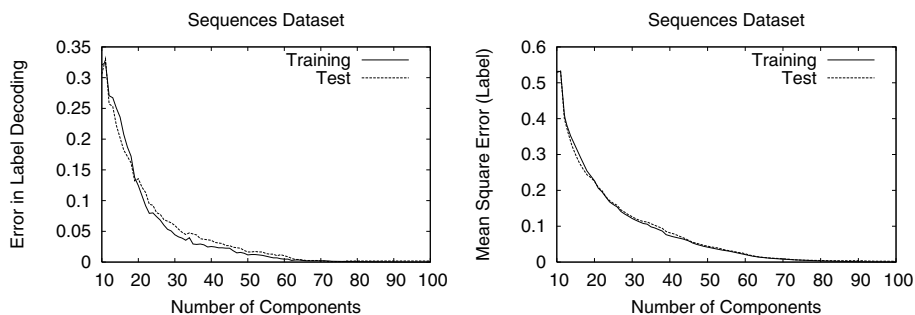 Sequences Dataset
Error in Label Decoding
0.35
0.3
0.25
0.2
0.15
0.1
0.05
0
Training
Test
10 20 30 40 50 60 70 80 90 100
Number of Components
Sequences Dataset
Mean Square Error (Label)
0.6
0.5
0.4
0.3
0.2
0.1
0
Training
Test
10 20 30 40 50 60 70 80 90 100
Number of Components